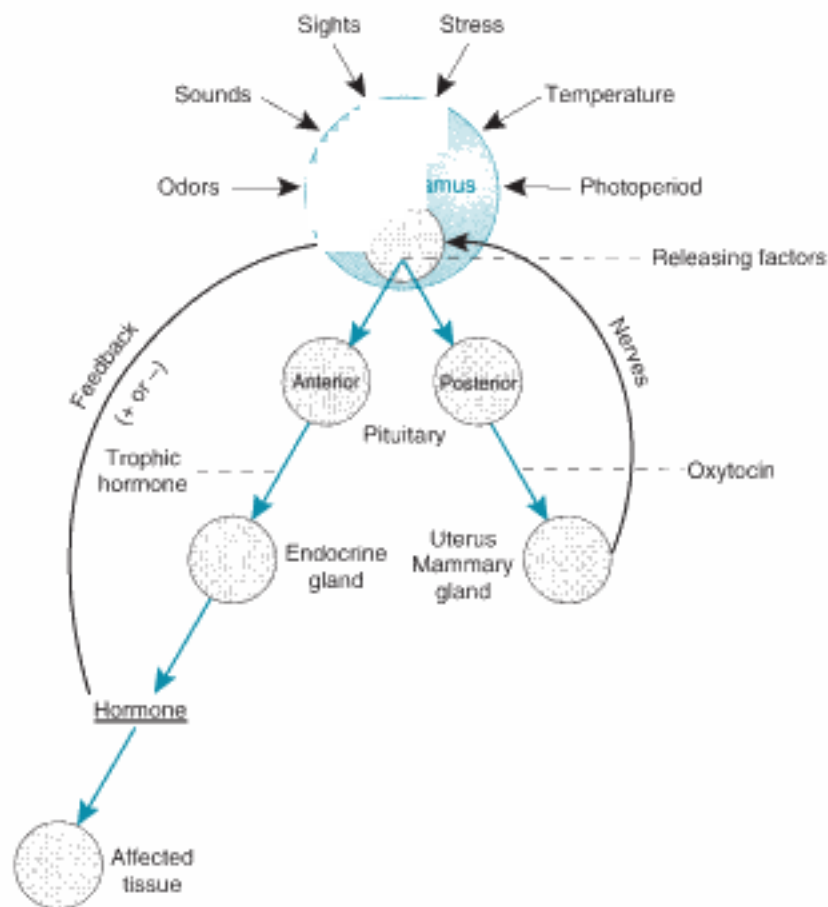 Sights
Stress
Sounds
Temperature
Odors
amus
Photoperiod
Releasing factors
Feedback
(+ or –)
Nerves
Anterior
Posterior
Pituitary
Trophic
hormone
Oxytocin
Endocrine
gland
Uterus
Mammary
gland
Hormone
Affected
tissue